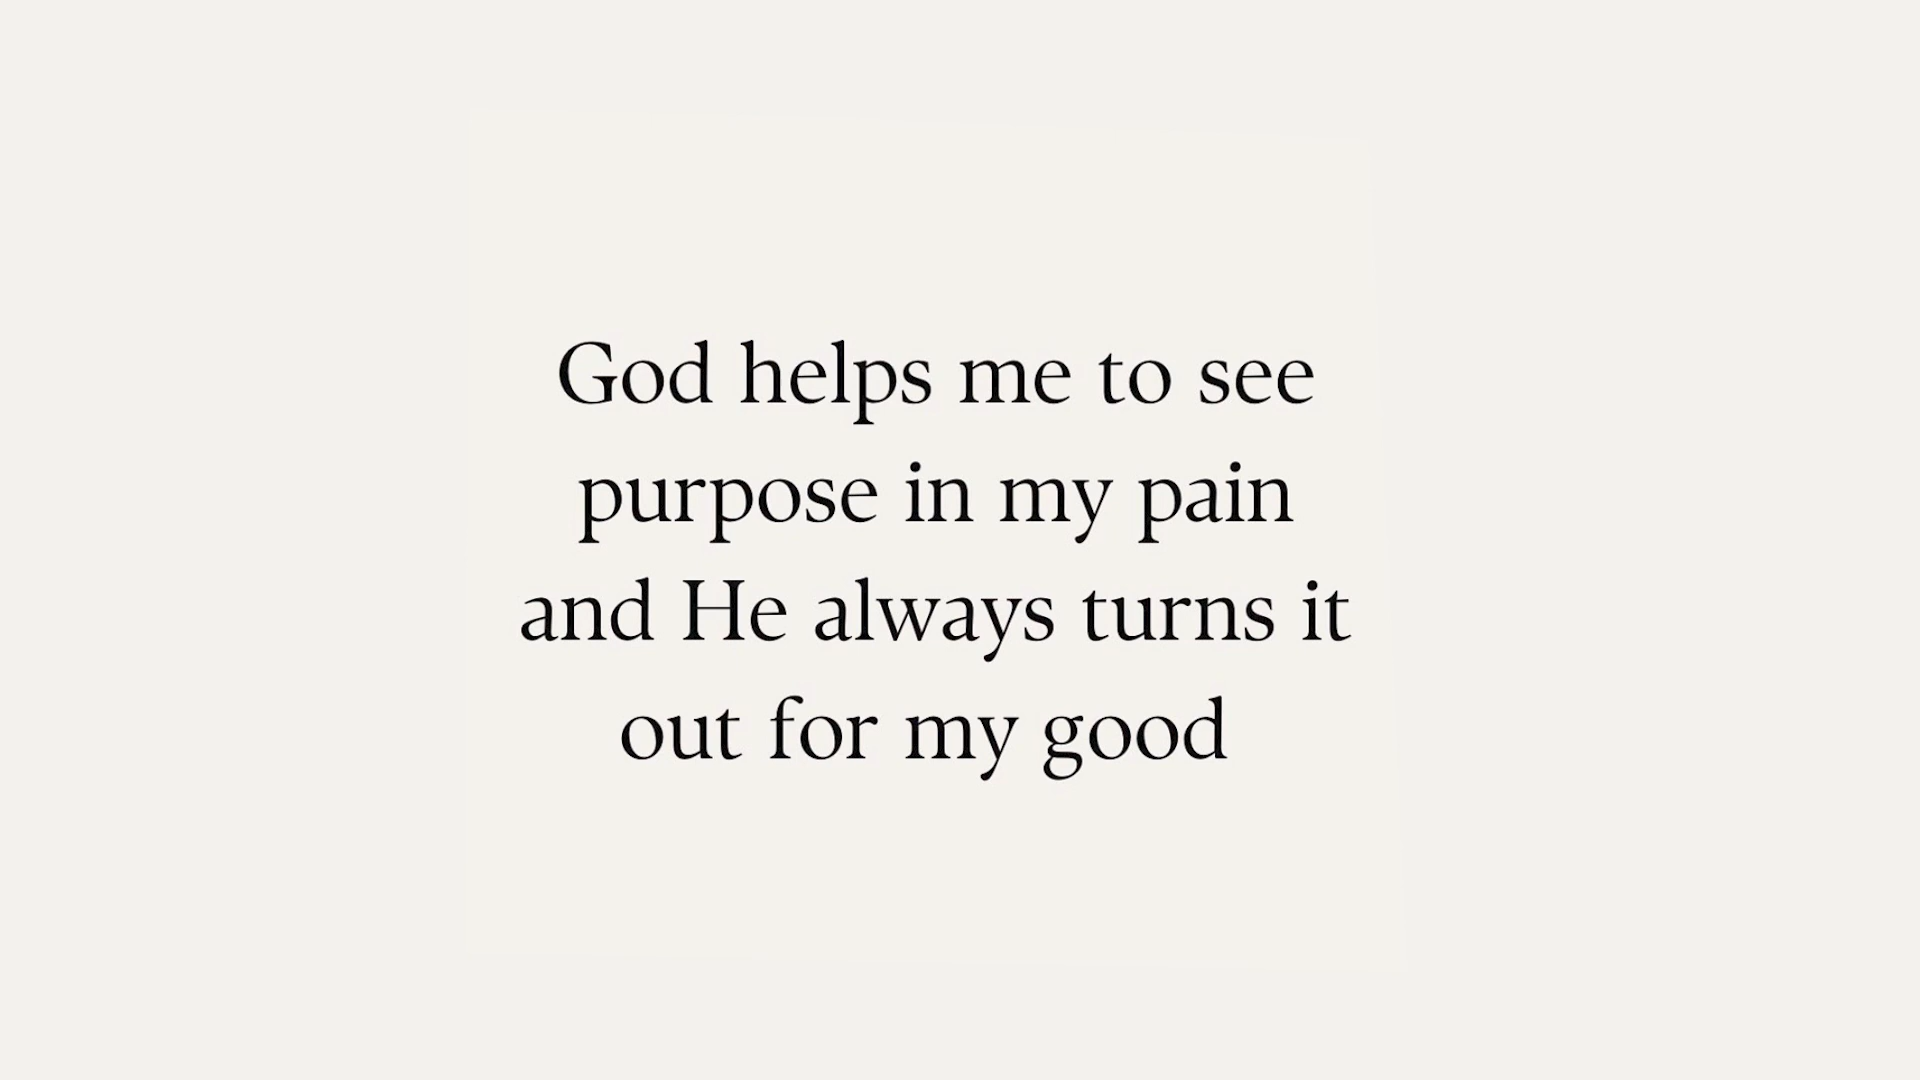 God helps me to see
purpose in my pain
and He always turns it
out for my good